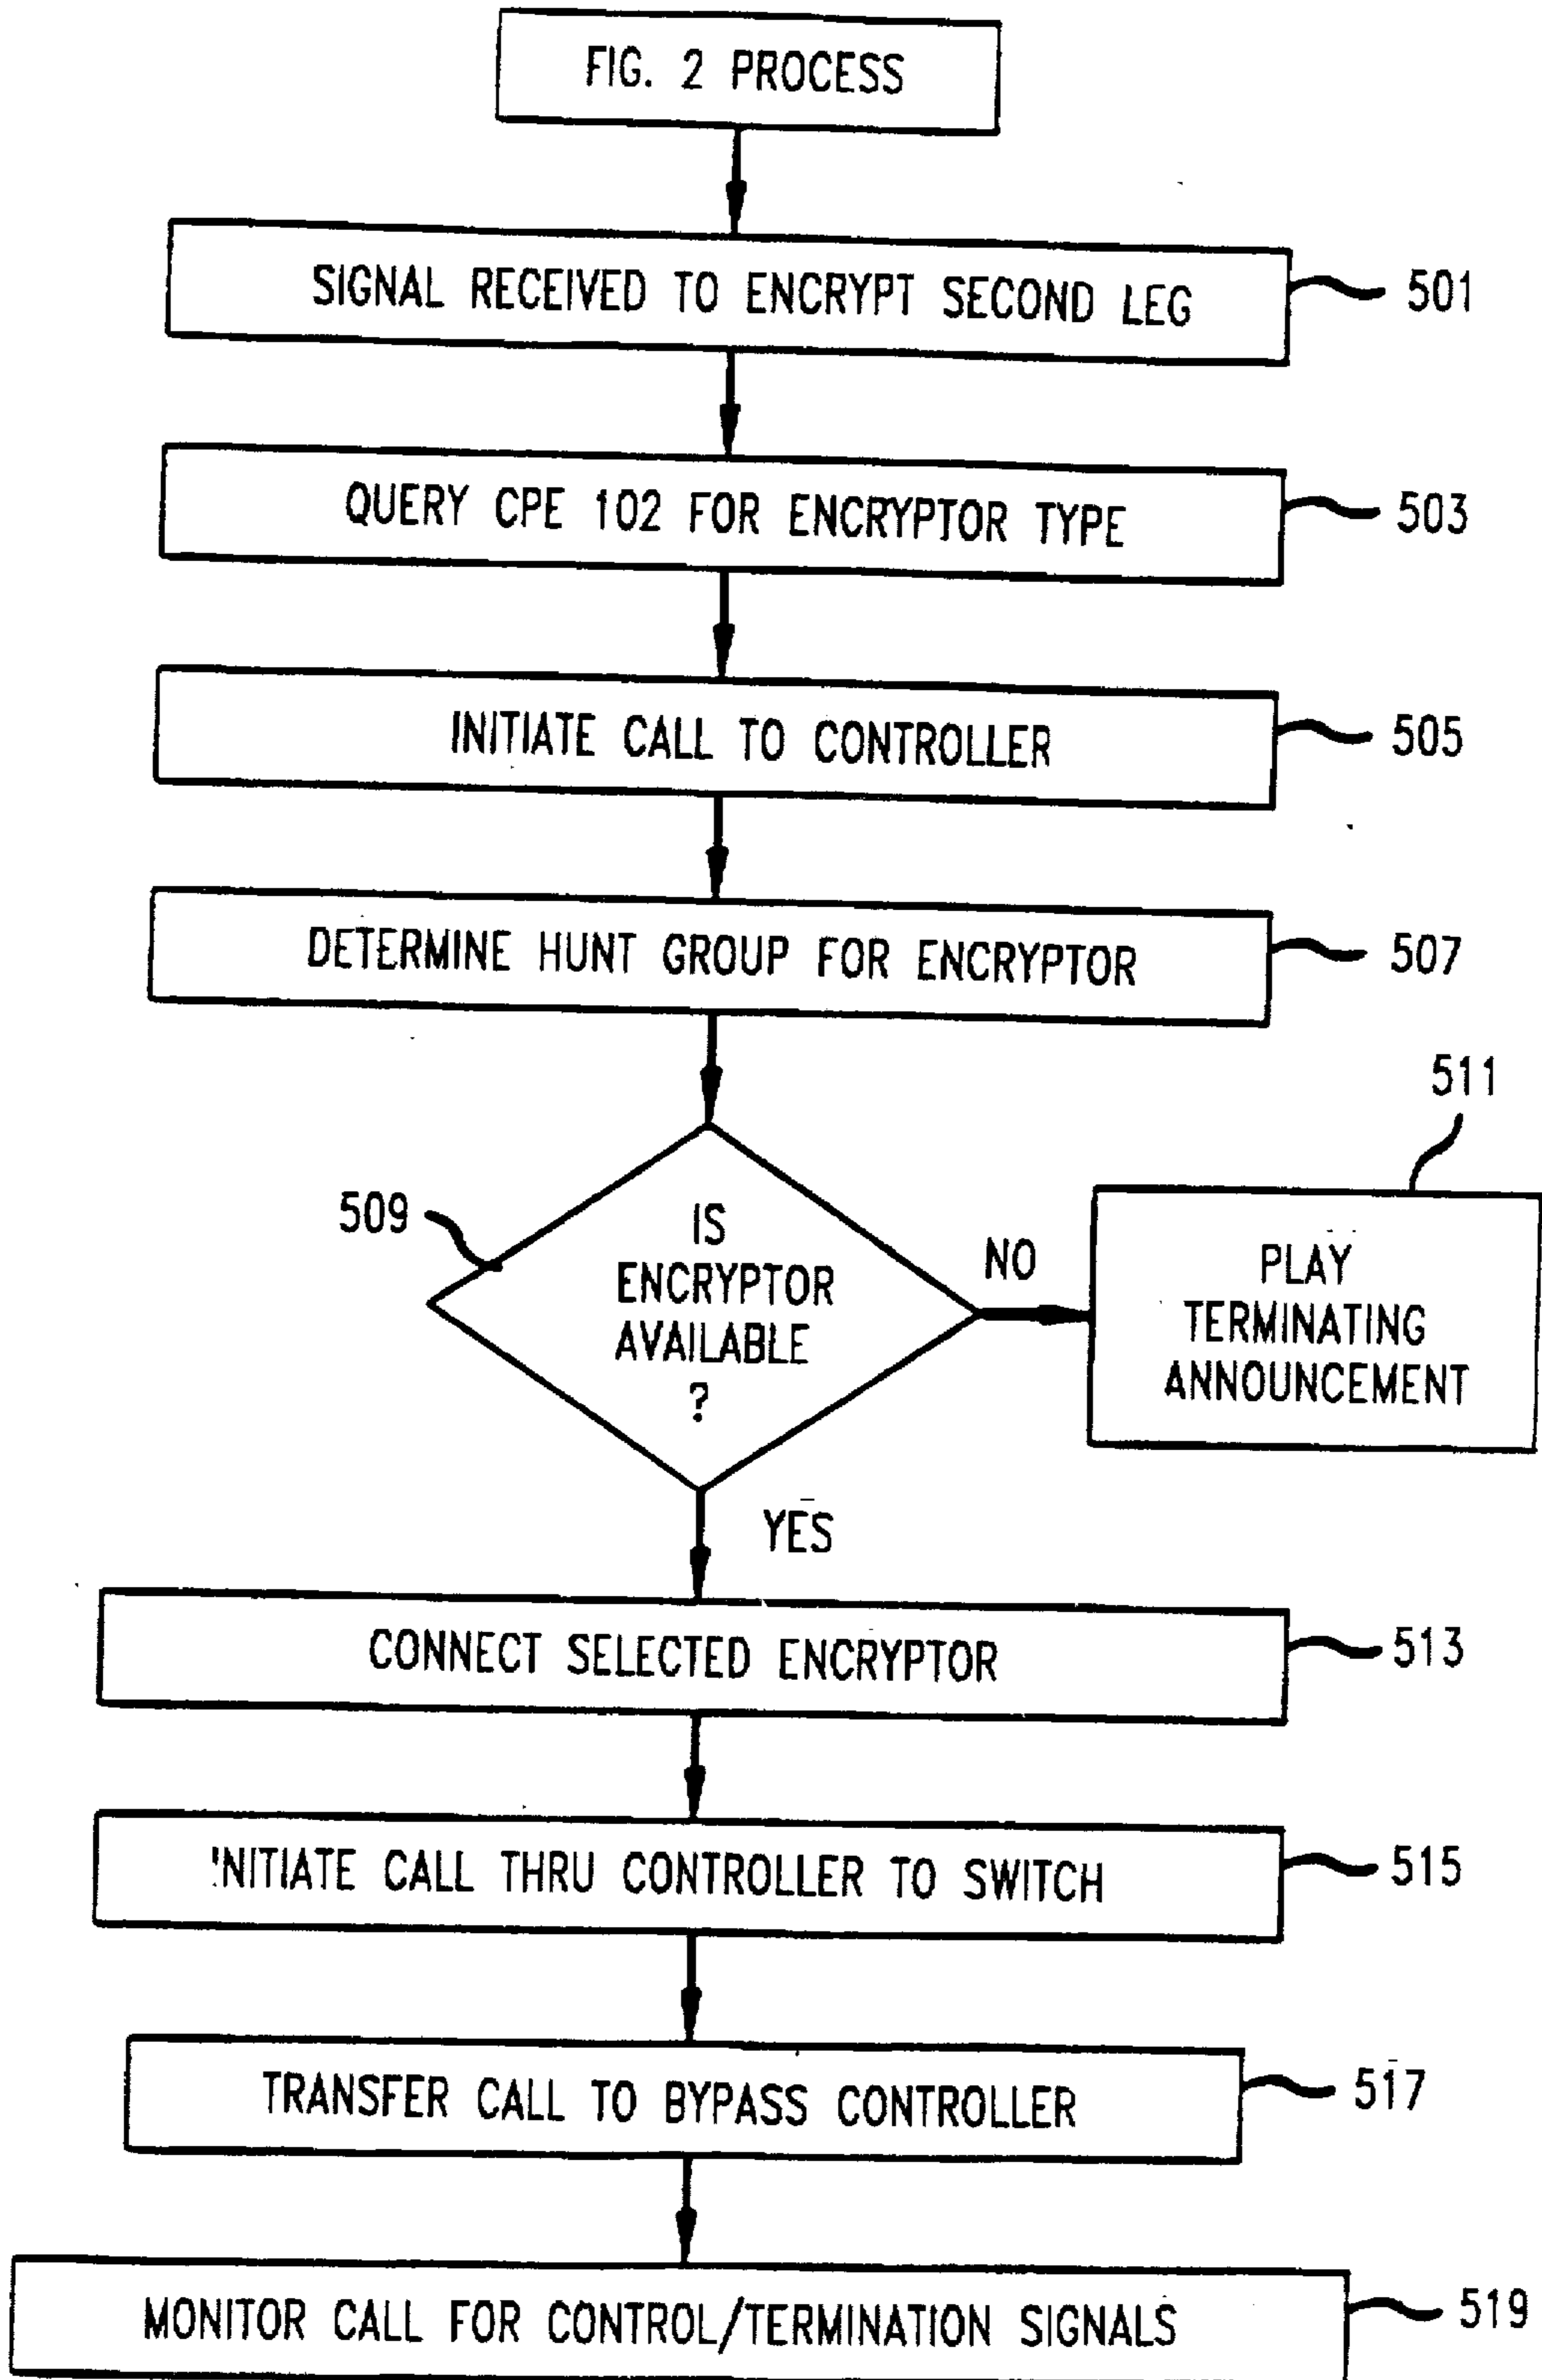 FIG. 2 PROCESS
SIGNAL RECEIVED TO ENCRYPT SECOND LEG
501
QUERY CPE 102 FOR ENCRYPTOR TYPE
503
INITIATE CALL TO CONTROLLER
505
DETERMINE HUNT GROUP FOR ENCRYPTOR
507
511
509
IS
ENCRYPTOR
AVAILABLE
?
NO
PLAY
TERMINATING
ANNOUNCEMENT
YES
CONNECT SELECTED ENCRYPTOR
513
INITIATE CALL THRU CONTROLLER TO SWITCH
515
TRANSFER CALL TO BYPASS CONTROLLER
517
MONITOR CALL FOR CONTROL/TERMINATION SIGNALS
519